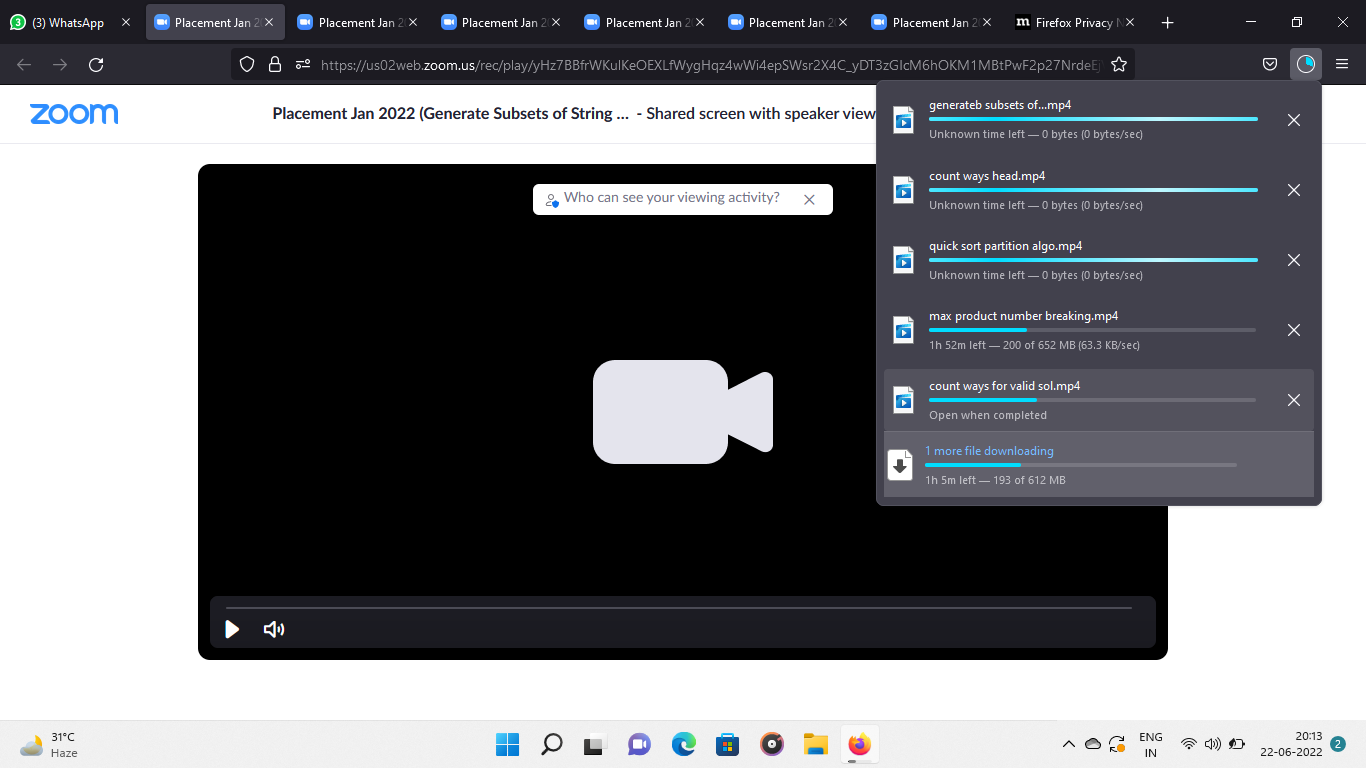 (3) WhatsApp
Placement Jan 2
Placement Jan 2
Placement Jan 2
Placement Jan 2
Placement Jan 2
Placement Jan 2
m
Firefox Privacy N
https://us02web.zoom.us/rec/play/yHz7BBfrWKulKeOEXLfWygHqz4wWi4epSWsr2X4C_yDT3zGlcM6hOKM1MBtPwF2p27NrdeEj
zoom
Placement Jan 2022 (Generate Subsets of String ... - Shared screen with speaker view
Who can see your viewing activity?
generateb subsets of...mp4
Unknown time left — 0 bytes (0 bytes/sec)
count ways head.mp4
Unknown time left — 0 bytes (0 bytes/sec)
quick sort partition algo.mp4
Unknown time left — 0 bytes (0 bytes/sec)
max product number breaking.mp4
1h 52m left — 200 of 652 MB (63.3 KB/sec)
count ways for valid sol.mp4
Open when completed
1 more file downloading
1h 5m left — 193 of 612 MB
31°C
Haze
ENG
IN
20:13
22-06-2022
2